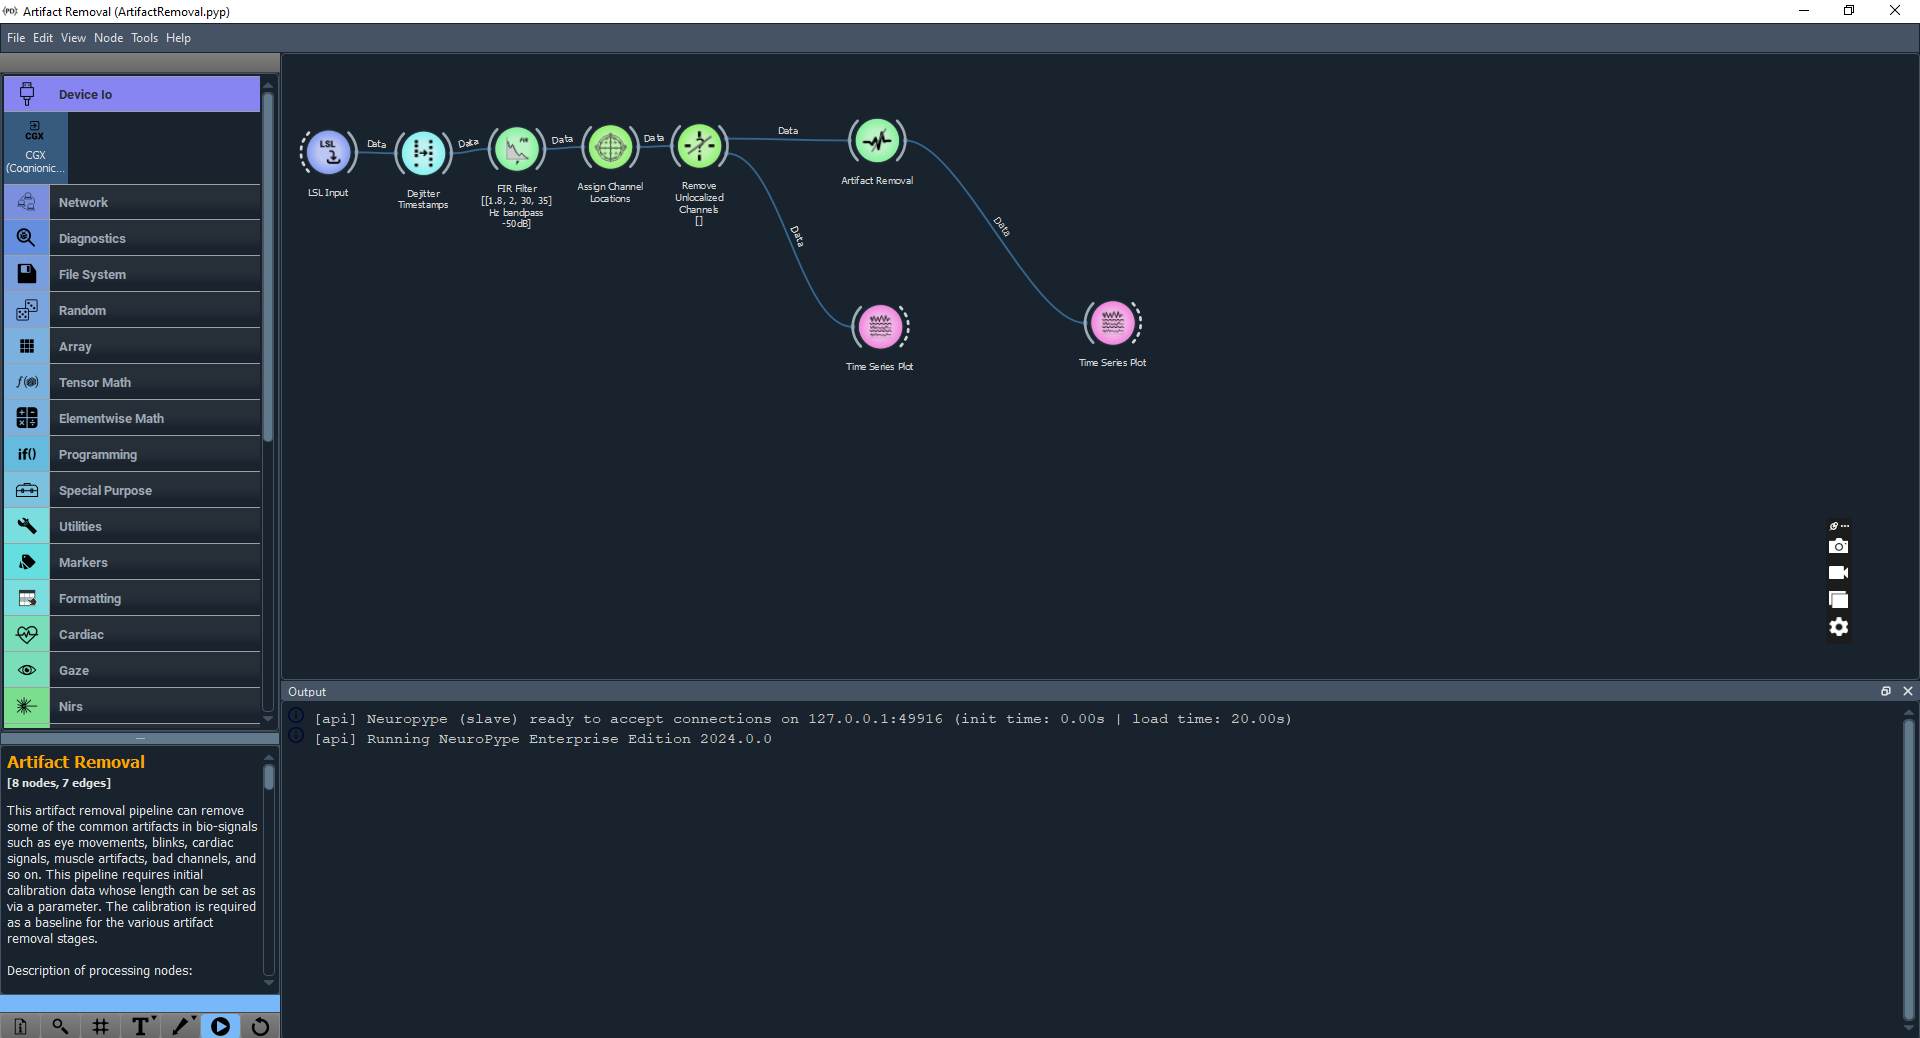 Artifact Removal (ArtifactRemoval.pyp)
File Edit View Node Tools Help
Device Io
CGX
CGX
(Cognionic...
Network
Diagnostics
File System
Random
Array
Tensor Math
Elementwise Math
if() Programming
Special Purpose
Utilities
Markers
Formatting
Cardiac
Gaze
Nirs
LSL
LSL Input
Data
Dejitter
Timestamps
Data
FIR
FIR Filter
[[1.8, 2, 30, 35]
Hz bandpass
-50dB]
Data
Assign Channel
Locations
Data
Remove
Unlocalized
Channels
[]
Data
Artifact Removal
Data
Data
Time Series Plot
Time Series Plot
Output
[api] Neuropype (slave) ready to accept connections on 127.0.0.1:49916 (init time: 0.00s | load time: 20.00s)
[api] Running NeuroPype Enterprise Edition 2024.0.0
Artifact Removal
[8 nodes, 7 edges]
This artifact removal pipeline can remove
some of the common artifacts in bio-signals
such as eye movements, blinks, cardiac
signals, muscle artifacts, bad channels, and
so on. This pipeline requires initial
calibration data whose length can be set as
via a parameter. The calibration is required
as a baseline for the various artifact
removal stages.
Description of processing nodes: